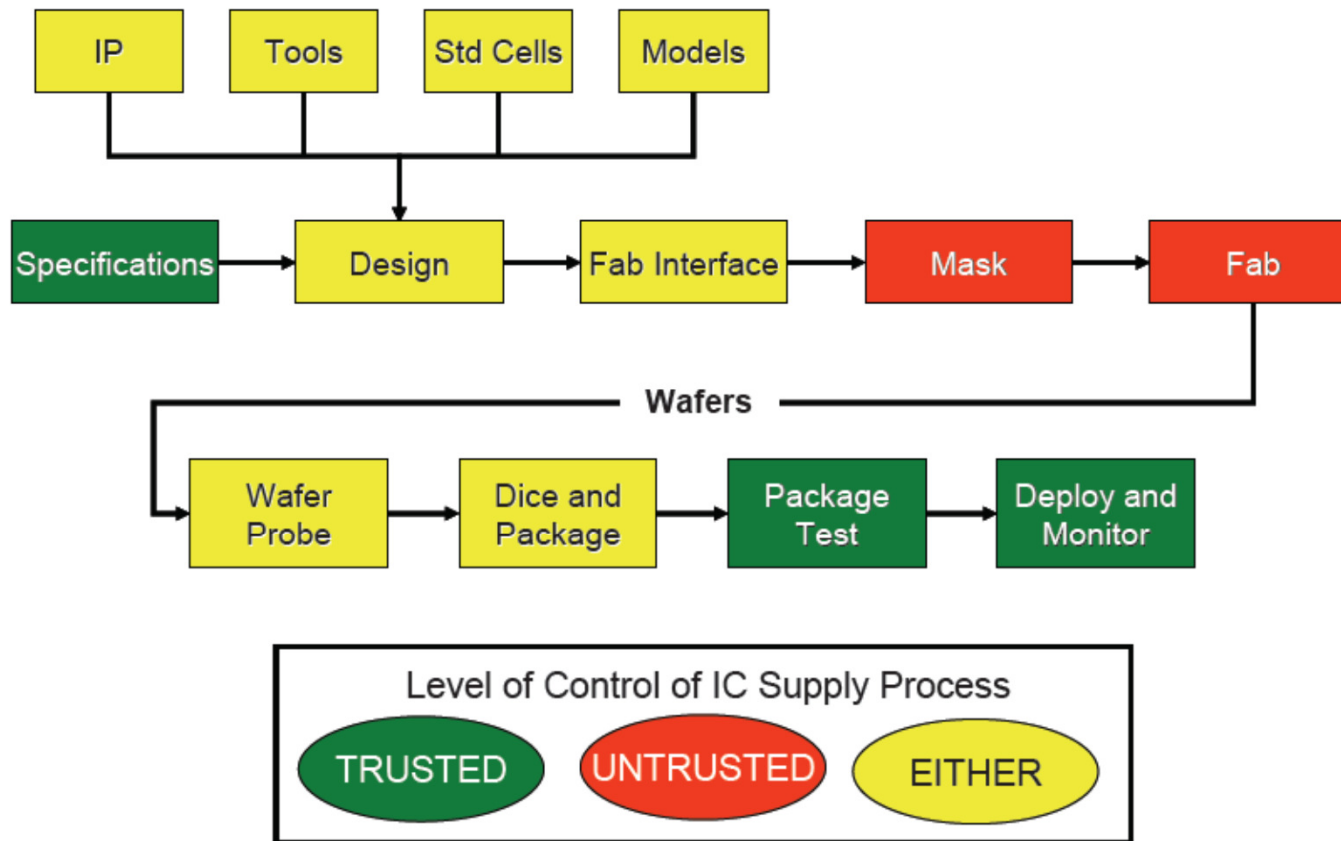 IP
Tools
Std Cells
Models
Specifications
Design
Fab Interface
Mask
Fab
Wafers
Wafer
Probe
Dice and
Package
Package
Test
Deploy and
Monitor
Level of Control of IC Supply Process
TRUSTED
UNTRUSTED
EITHER